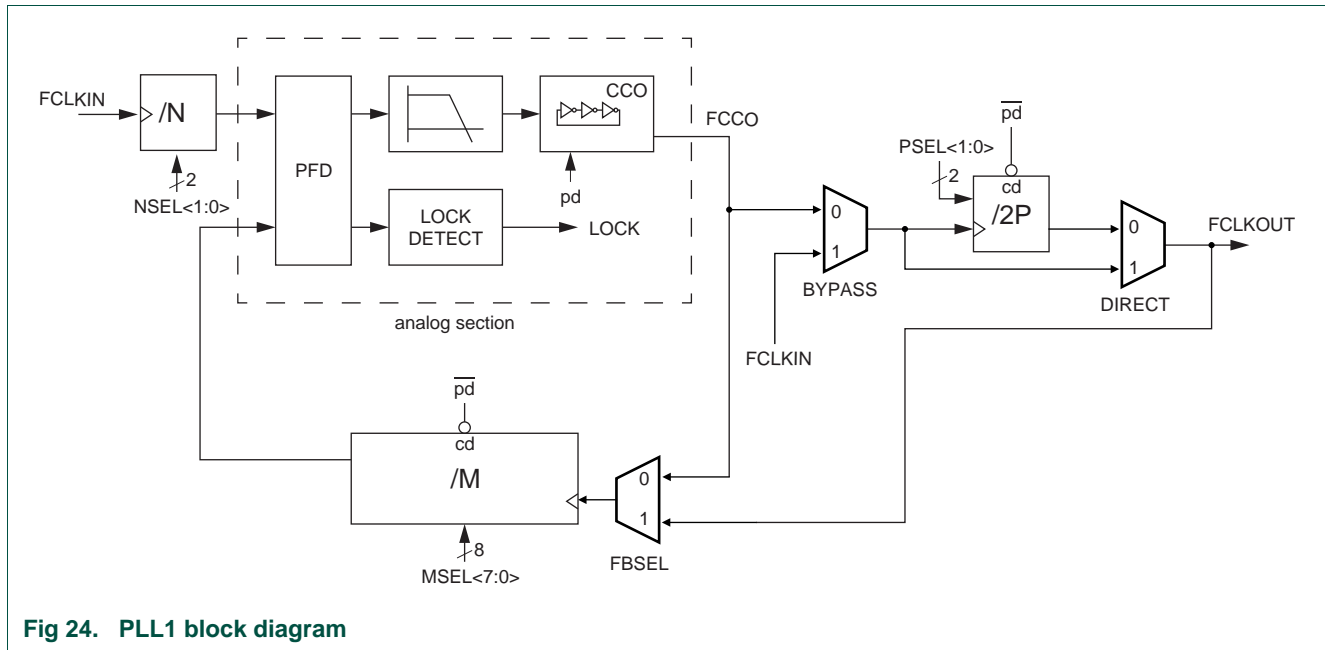 CCO
FCLKIN
/N
FCCO
pd
PSEL<1:0>
2
PFD
2
NSEL<1:0>
pd
cd
/2P
LOCK
DETECT
LOCK
0
1
BYPASS
0
1
DIRECT
FCLKOUT
analog section
FCLKIN
pd
cd
/M
0
1
FBSEL
8
MSEL<7:0>
Fig 24. PLL1 block diagram